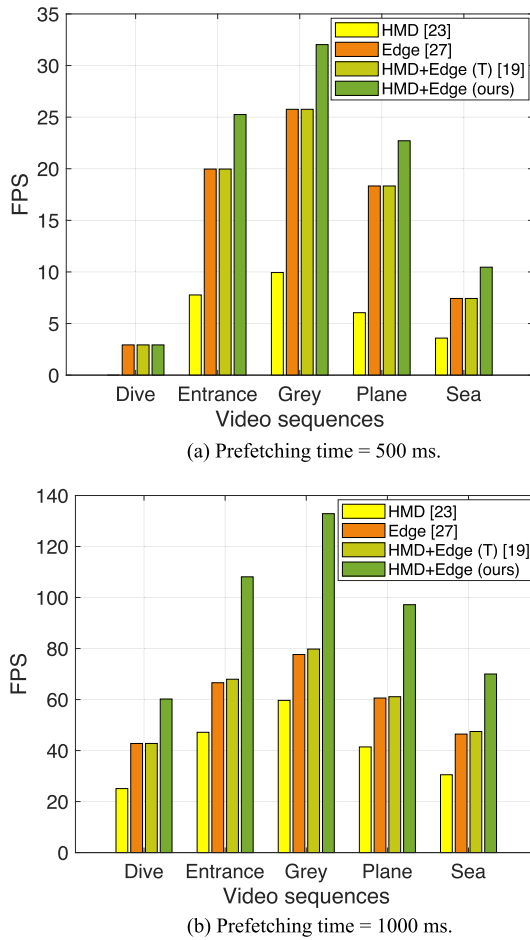 35
30
25
20
15
10
5
0
FPS
HMD [23]
Edge [27]
HMD+Edge (T) [19]
HMD+Edge (ours)
Dive Entrance Grey Plane Sea
Video sequences
(a) Prefetching time = 500 ms.
140
120
100
80
60
40
20
0
FPS
HMD [23]
Edge [27]
HMD+Edge (T) [19]
HMD+Edge (ours)
Dive Entrance Grey Plane Sea
Video sequences
(b) Prefetching time = 1000 ms.